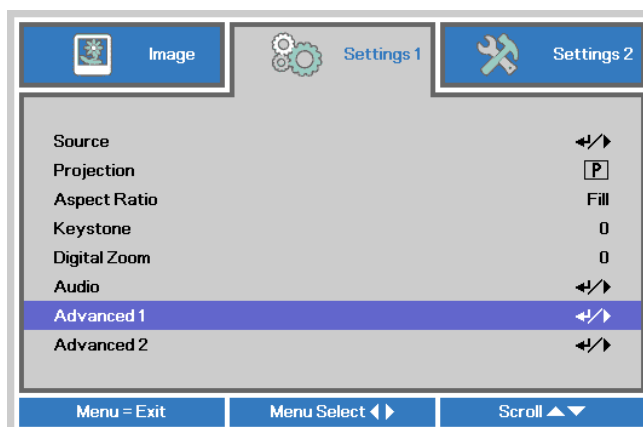 Image Settings 1 Settings 2
Source ↵/▶
Projection P
Aspect Ratio Fill
Keystone 0
Digital Zoom 0
Audio ↵/▶
Advanced 1 ↵/▶
Advanced 2 ↵/▶
Menu = Exit Menu Select ◀▶ Scroll ▲▼